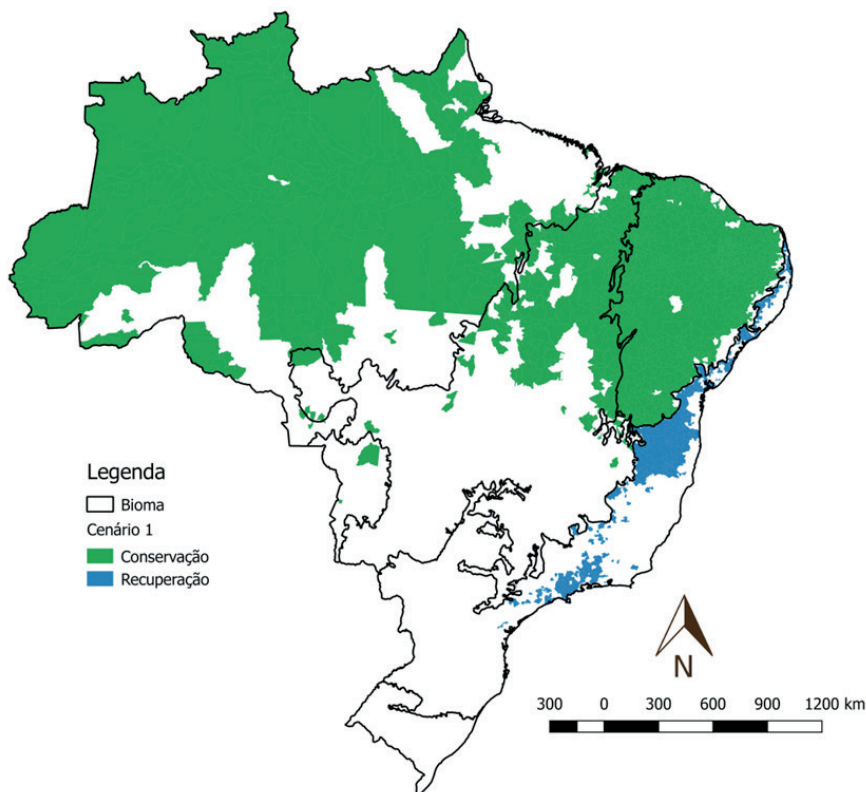 Legenda
Bioma
Cenário 1
Conservação
Recuperação
N
300 0 300 600 900 1200 km